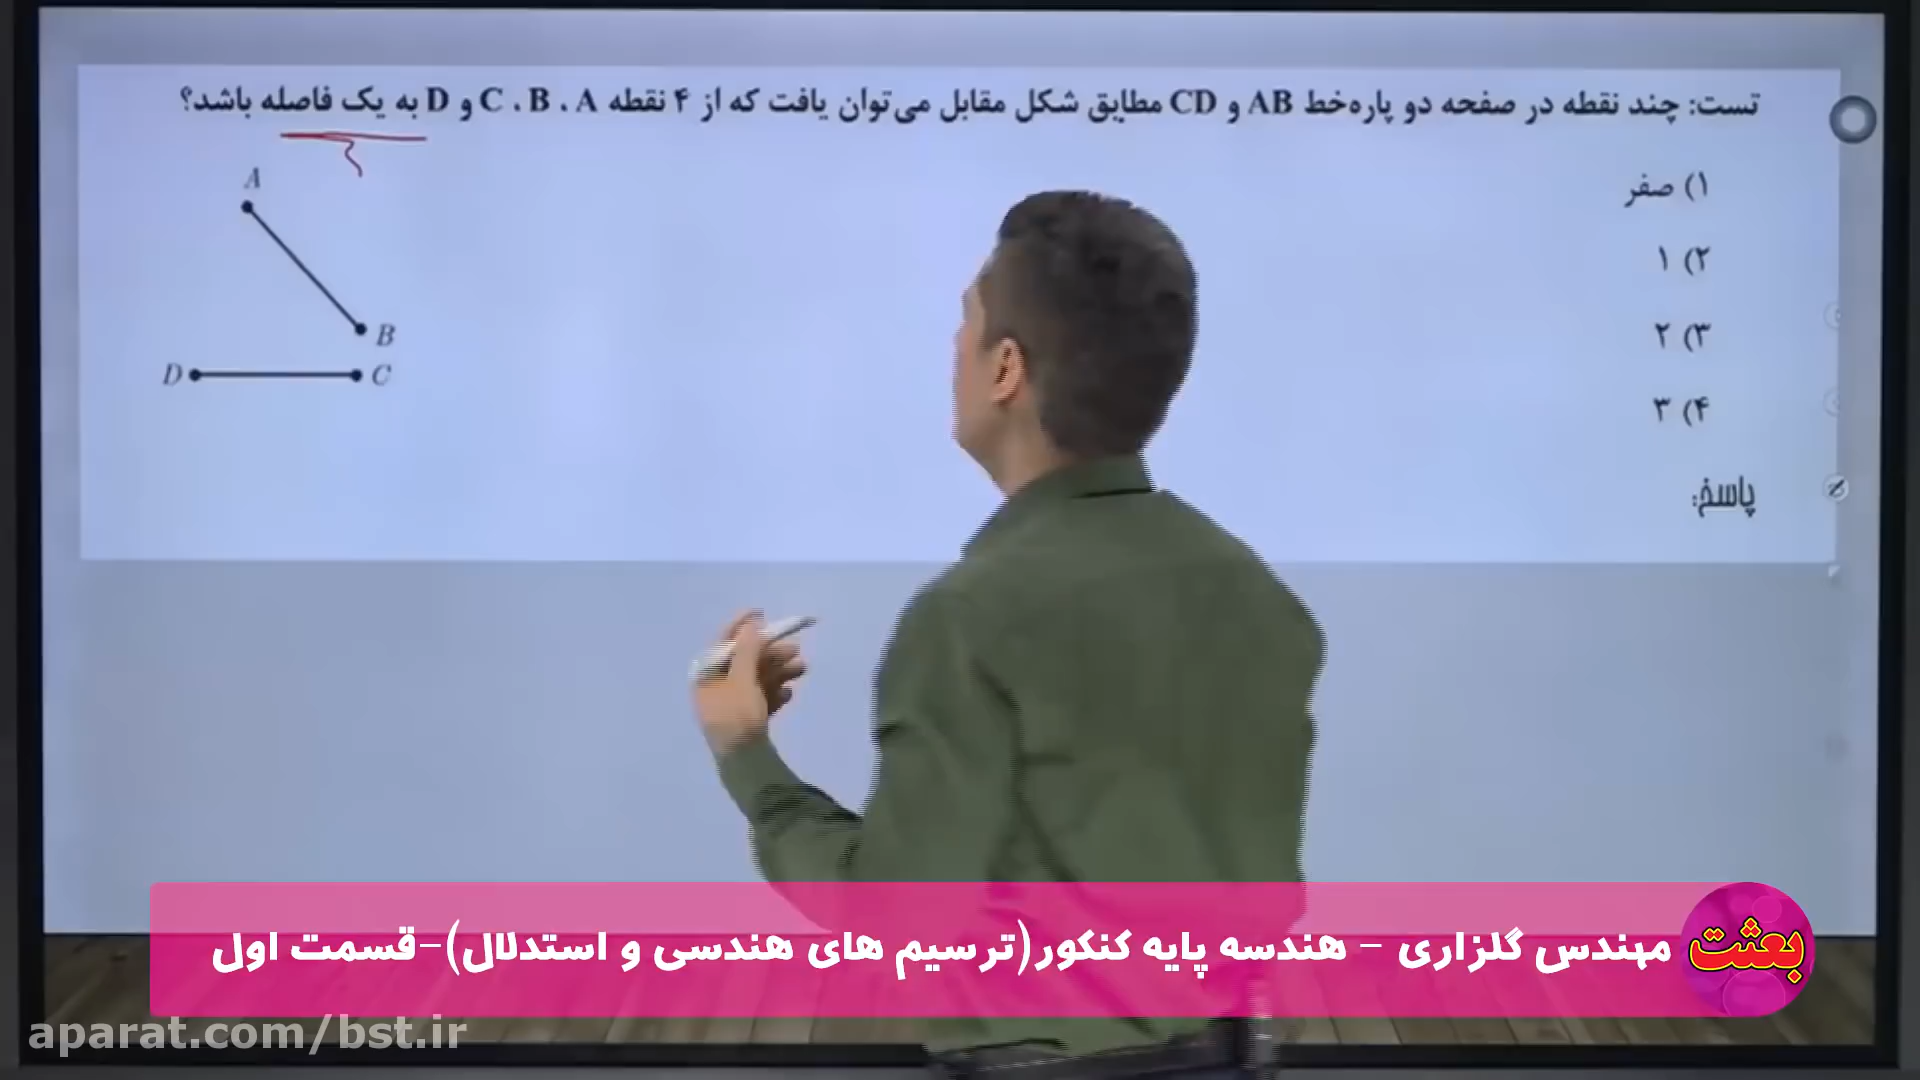 تست: چند نقطه در صفحه دو پاره‌خط AB و CD مطابق شکل مقابل می‌توان یافت که از ۴ نقطه A ، B ، C و D به یک فاصله باشد؟
۱) صفر
۲) ۱
۳) ۲
۴) ۳
پاسخ:
A
B
D
C
مهندس گلزاری - هندسه پایه کنکور(ترسیم های هندسی و استدلال)-قسمت اول
بعثت
aparat.com/bst.ir